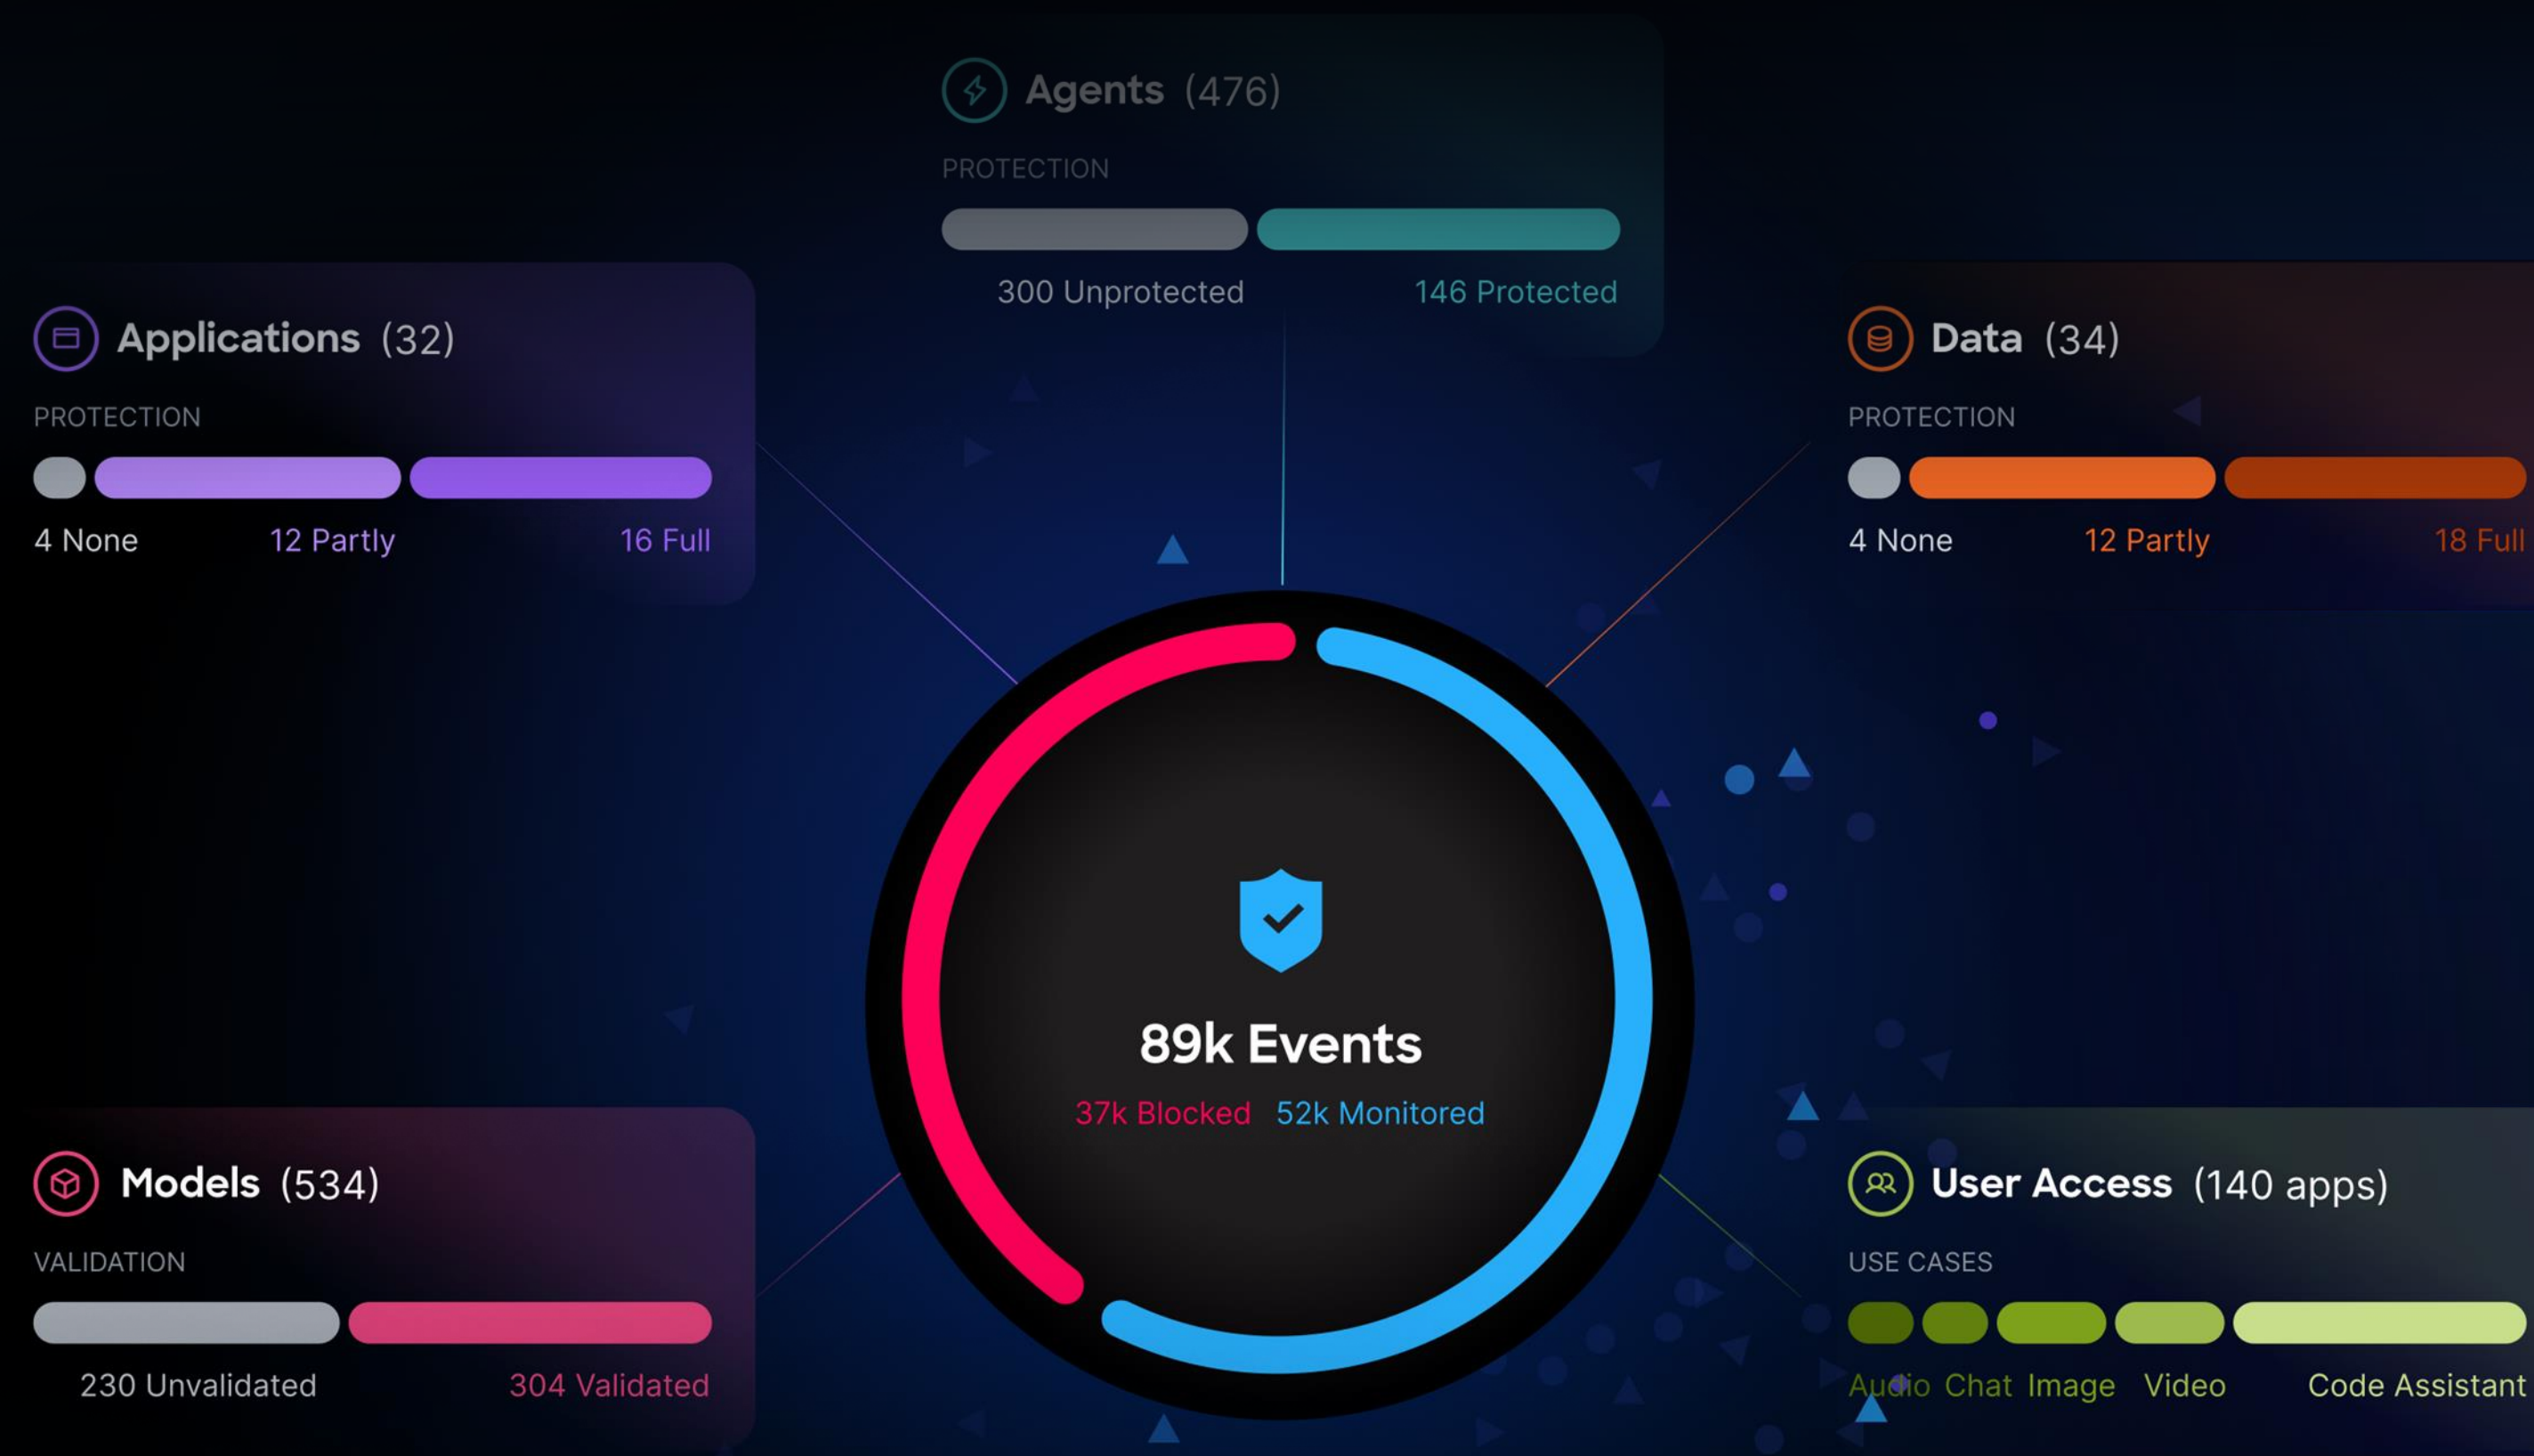 Agents (476)
PROTECTION
300 Unprotected 146 Protected
Applications (32)
PROTECTION
4 None 12 Partly 16 Full
Data (34)
PROTECTION
4 None 12 Partly 18 Full
89k Events
37k Blocked 52k Monitored
Models (534)
VALIDATION
230 Unvalidated 304 Validated
User Access (140 apps)
USE CASES
Audio Chat Image Video Code Assistant